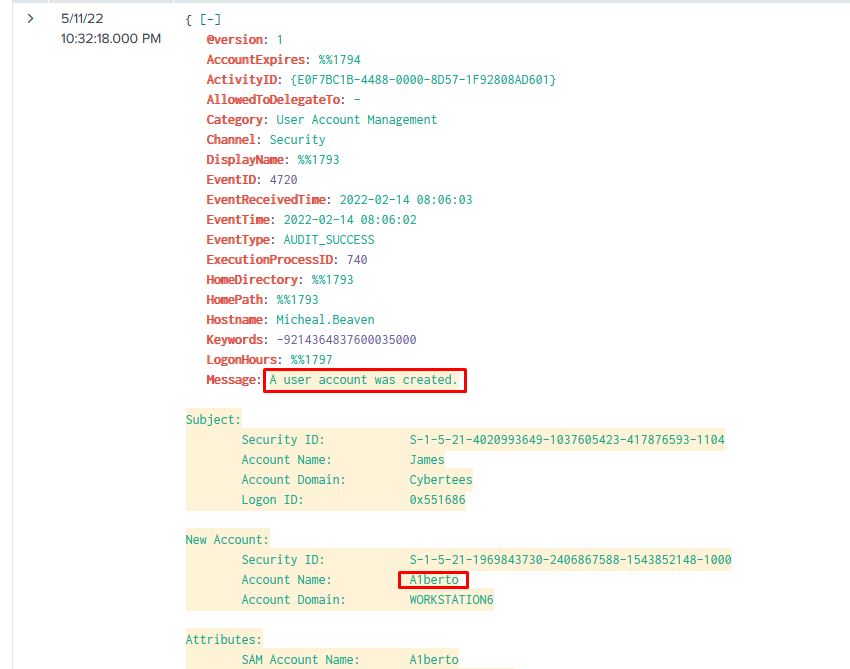 > 5/11/22 { [-]
10:32:18.000 PM @version: 1
AccountExpires: %%1794
ActivityID: {E0F7BC1B-4488-0000-8D57-1F92808AD601}
AllowedToDelegateTo: -
Category: User Account Management
Channel: Security
DisplayName: %%1793
EventID: 4720
EventReceivedTime: 2022-02-14 08:06:03
EventTime: 2022-02-14 08:06:02
EventType: AUDIT_SUCCESS
ExecutionProcessID: 740
HomeDirectory: %%1793
HomePath: %%1793
Hostname: Micheal.Beaven
Keywords: -9214364837600035000
LogonHours: %%1797
Message: A user account was created.
Subject:
Security ID: S-1-5-21-4020993649-1037605423-417876593-1104
Account Name: James
Account Domain: Cybertees
Logon ID: 0x551686
New Account:
Security ID: S-1-5-21-1969843730-2406867588-1543852148-1000
Account Name: A1berto
Account Domain: WORKSTATION6
Attributes:
SAM Account Name: A1berto